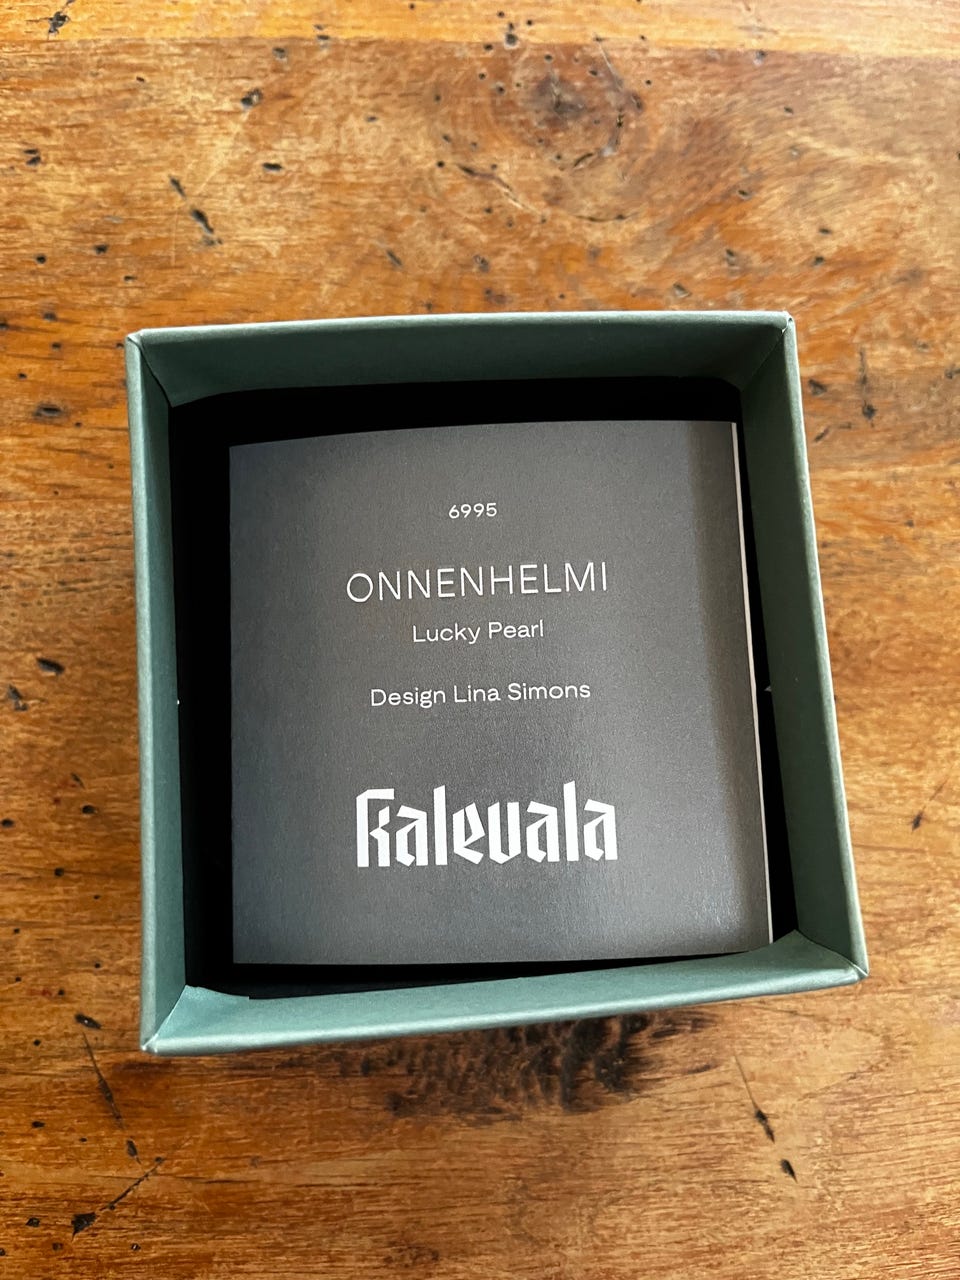 6995
ONNENHELMI
Lucky Pearl
Design Lina Simons
Kalevala